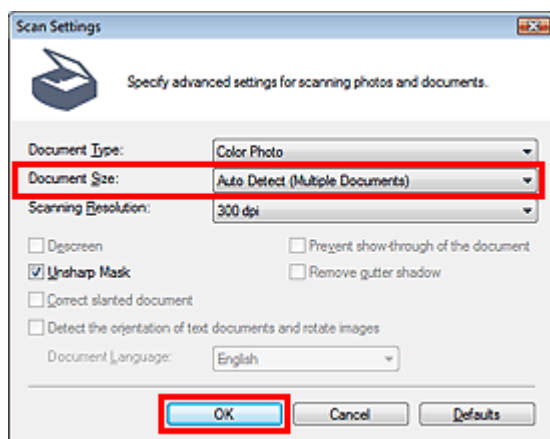 Scan Settings
Specify advanced settings for scanning photos and documents.
Document Type: Color Photo
Document Size: Auto Detect (Multiple Documents)
Scanning Resolution: 300 dpi
Descreen Prevent show-through of the document
Unsharp Mask Remove gutter shadow
Correct slanted document
Detect the orientation of text documents and rotate images
Document Language: English
OK Cancel Defaults